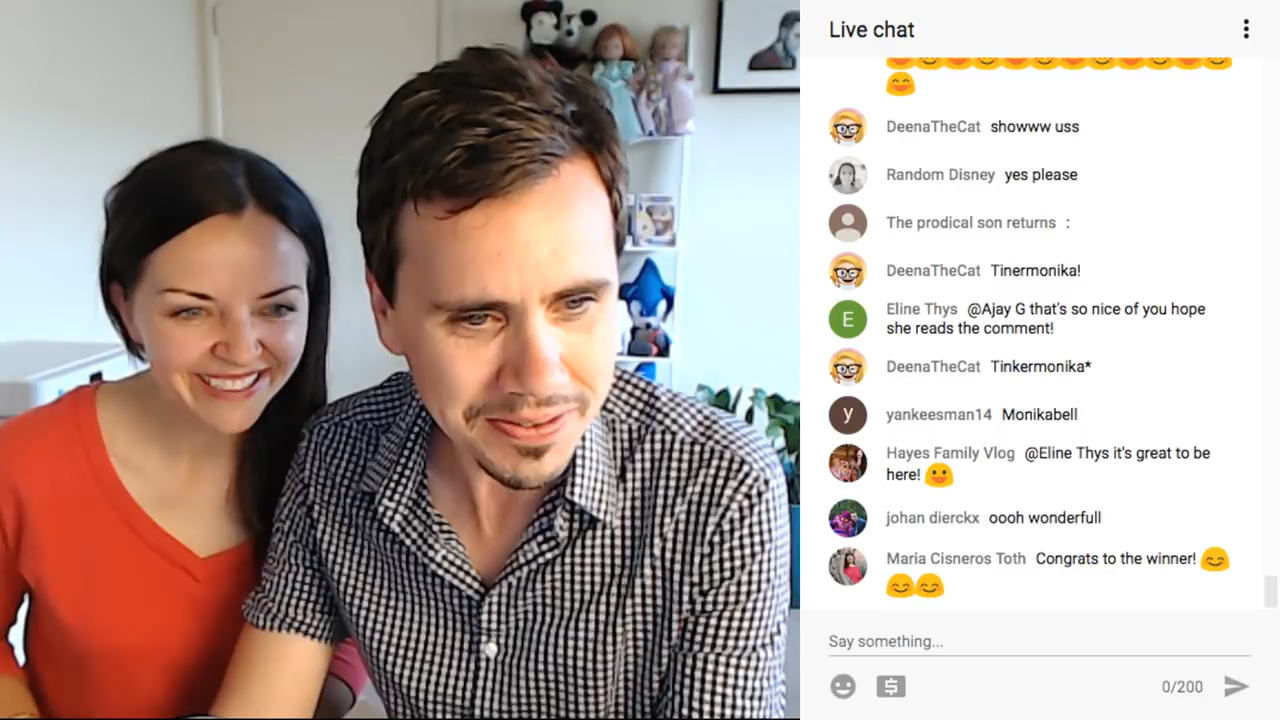 Live chat
DeenaTheCat showww uss
Random Disney yes please
The prodical son returns :
DeenaTheCat Tinermonika!
Eline Thys @Ajay G that's so nice of you hope
she reads the comment!
E
DeenaTheCat Tinkermonika*
y
yankeesman14 Monikabell
Hayes Family Vlog @Eline Thys it's great to be
here!
johan dierckx oooh wonderfull
Maria Cisneros Toth Congrats to the winner!
Say something...
0/200